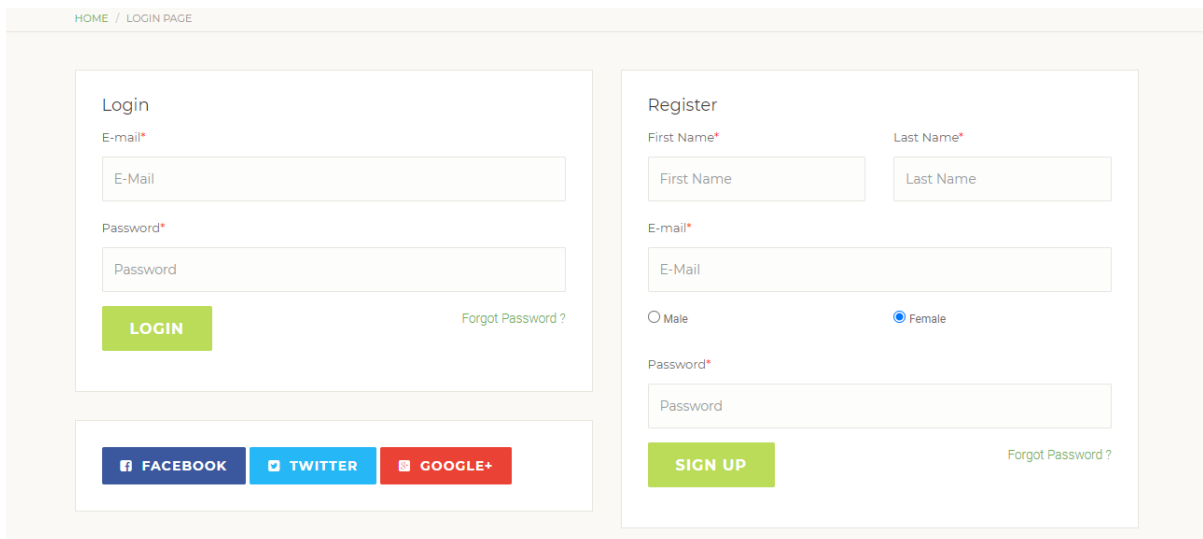 HOME / LOGIN PAGE
Login
E-mail*
E-Mail
Password*
Password
LOGIN
Forgot Password ?
FACEBOOK
TWITTER
GOOGLE+
Register
First Name*
Last Name*
First Name
Last Name
E-mail*
E-Mail
Male
Female
Password*
Password
SIGN UP
Forgot Password ?